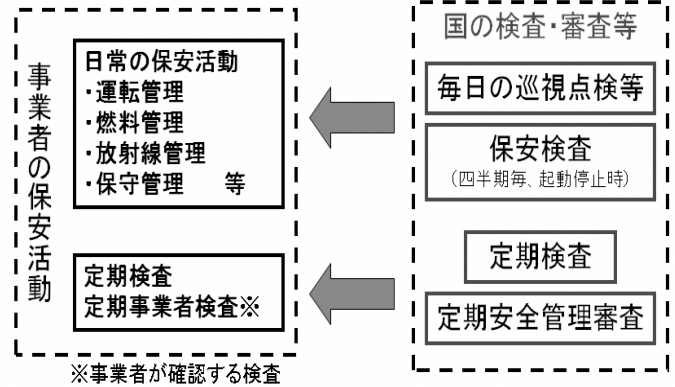 事業者の保安活動
日常の保安活動
・運転管理
・燃料管理
・放射線管理
・保守管理　　等
定期検査
定期事業者検査※
※事業者が確認する検査
国の検査・審査等
毎日の巡視点検等
保安検査
（四半期毎、起動停止時）
定期検査
定期安全管理審査